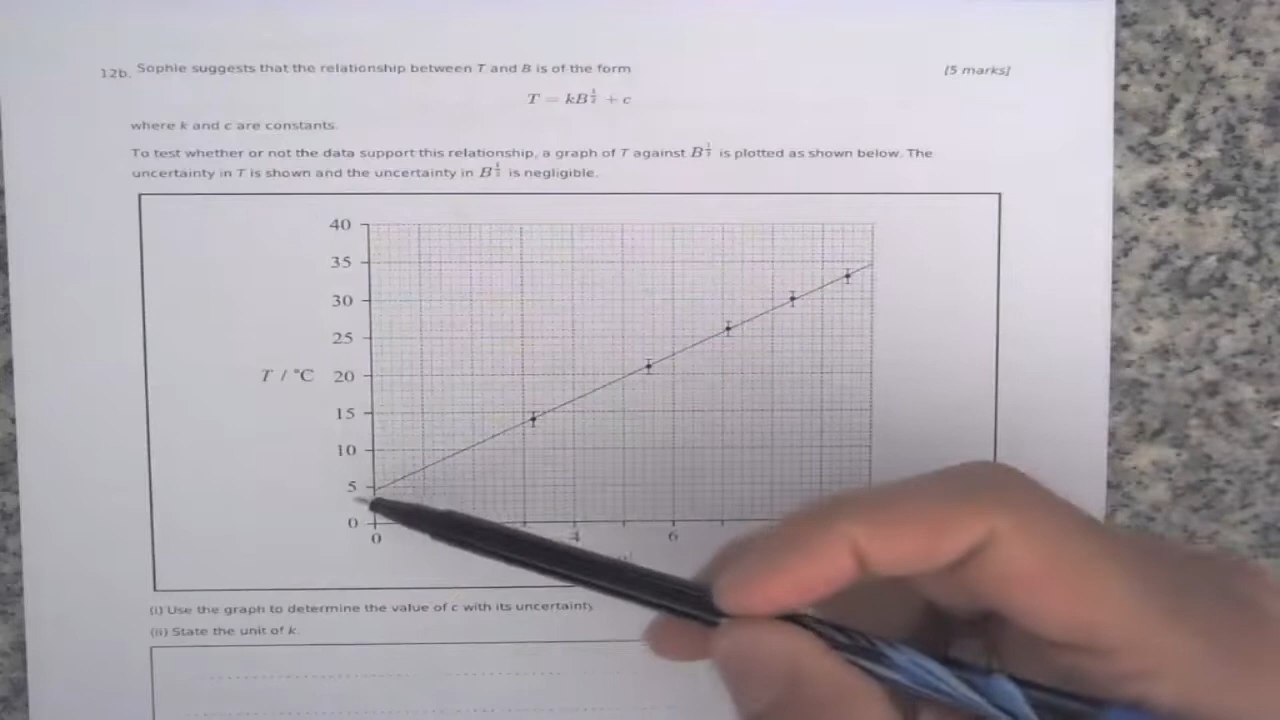 12b. Sophie suggests that the relationship between T and B is of the form [5 marks]
T = kB^½ + c
where k and c are constants.
To test whether or not the data support this relationship, a graph of T against B^½ is plotted as shown below. The
uncertainty in T is shown and the uncertainty in B^½ is negligible.
40
35
30
25
T / °C 20
15
10
5
0
0 4 6
(i) Use the graph to determine the value of c with its uncertainty
(ii) State the unit of k.